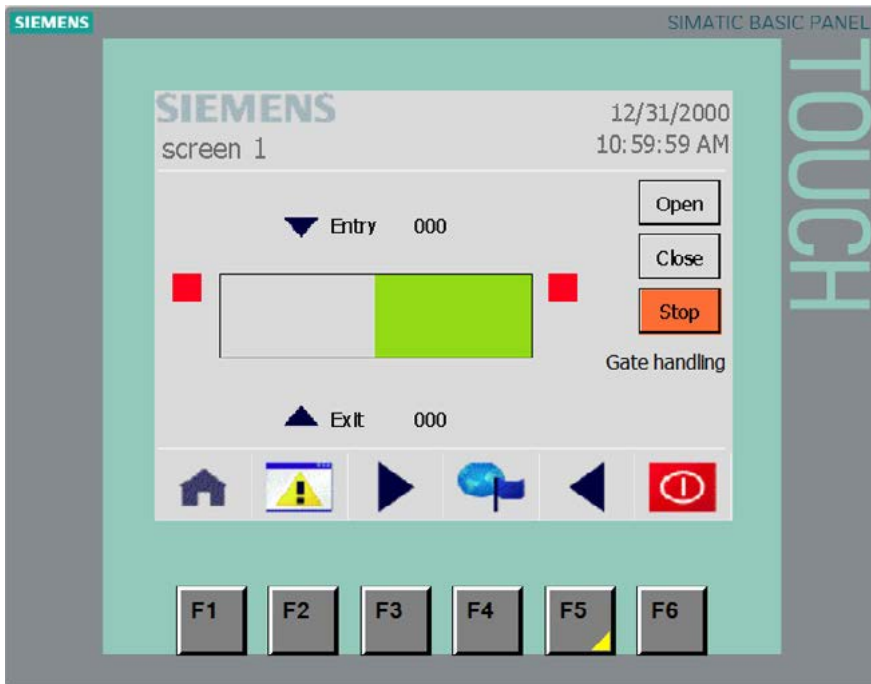 SIEMENS
SIMATIC BASIC PANEL
TOUCH
SIEMENS
12/31/2000
screen 1
10:59:59 AM
Open
Entry 000
Close
Stop
Gate handling
Exit 000
F1 F2 F3 F4 F5 F6